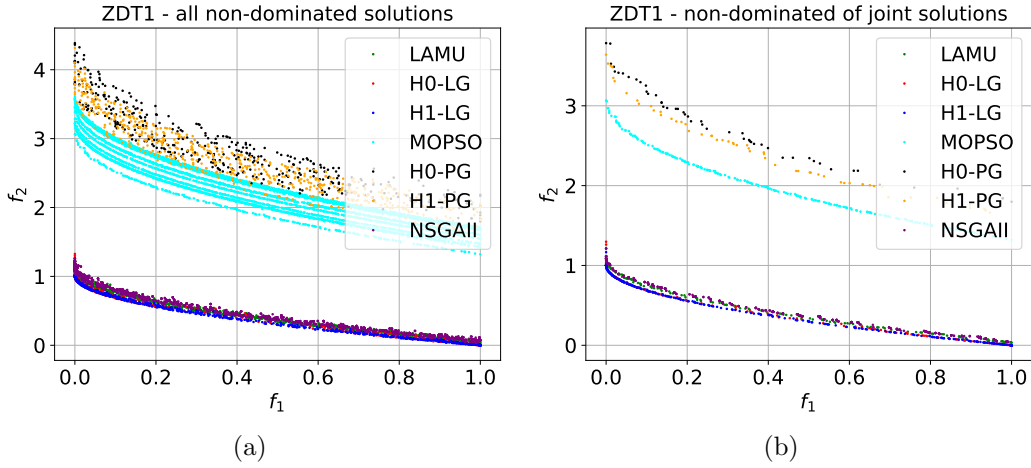 ZDT1 - all non-dominated solutions
4
3
2
1
0
f2
0.0 0.2 0.4 0.6 0.8 1.0
f1
LAMU
H0-LG
H1-LG
MOPSO
H0-PG
H1-PG
NSGAII
(a)
ZDT1 - non-dominated of joint solutions
3
2
1
0
f2
0.0 0.2 0.4 0.6 0.8 1.0
f1
LAMU
H0-LG
H1-LG
MOPSO
H0-PG
H1-PG
NSGAII
(b)